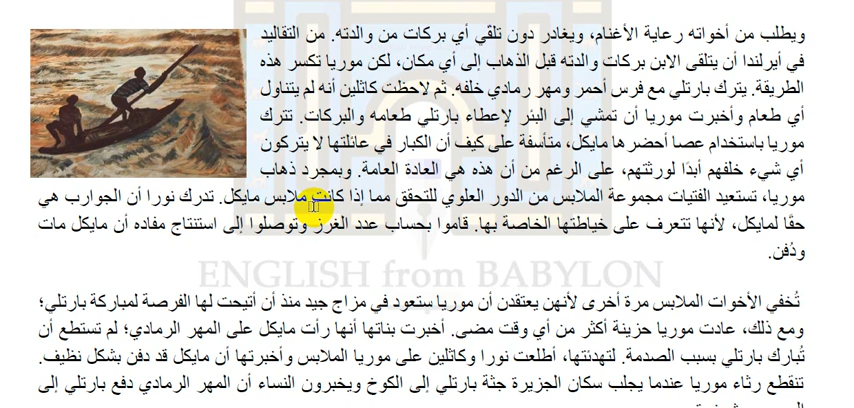 ويطلب من أخواته رعاية الأغنام، ويغادر دون تلقّي أي بركات من والدته. من التقاليد
في أيرلندا أن يتلقى الابن بركات والدته قبل الذهاب إلى أي مكان، لكن موريا تكسر هذه
الطريقة. يترك بارتلي مع فرس أحمر ومهر رمادي خلفه. ثم لاحظت كاثلين أنه لم يتناول
أي طعام وأخبرت موريا أن تمشي إلى البئر لإعطاء بارتلي طعامه والبركات. تترك
موريا باستخدام عصا أحضرها مايكل، متأسفة على كيف أن الكبار في عائلتها لا يتركون
أي شيء خلفهم أبدًا لورثتهم، على الرغم من أن هذه هي العادة العامة. وبمجرد ذهاب
موريا، تستعيد الفتيات مجموعة الملابس من الدور العلوي للتحقق مما إذا كانت ملابس مايكل. تدرك نورا أن الجوارب هي
حقًا لمايكل، لأنها تتعرف على خياطتها الخاصة بها. قاموا بحساب عدد الغرز وتوصلوا إلى استنتاج مفاده أن مايكل مات
ودُفن.
ENGLISH from BABYLON
تُخفي الأخوات الملابس مرة أخرى لأنهن يعتقدن أن موريا ستعود في مزاج جيد منذ أن أتيحت لها الفرصة لمباركة بارتلي؛
ومع ذلك، عادت موريا حزينة أكثر من أي وقت مضى. أخبرت بناتها أنها رأت مايكل على المهر الرمادي؛ لم تستطع أن
تُبارك بارتلي بسبب الصدمة. لتهدئتها، أطلعت نورا وكاثلين على موريا الملابس وأخبرتها أن مايكل قد دفن بشكل نظيف.
تنقطع رثاء موريا عندما يجلب سكان الجزيرة جثة بارتلي إلى الكوخ ويخبرون النساء أن المهر الرمادي دفع بارتلي إلى